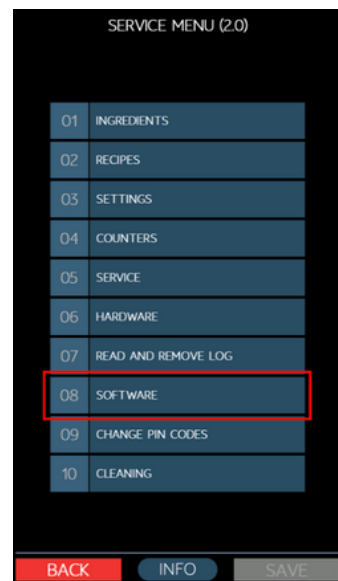 SERVICE MENU (2.0)
01 INGREDIENTS
02 RECIPES
03 SETTINGS
04 COUNTERS
05 SERVICE
06 HARDWARE
07 READ AND REMOVE LOG
08 SOFTWARE
09 CHANGE PIN CODES
10 CLEANING
BACK INFO SAVE